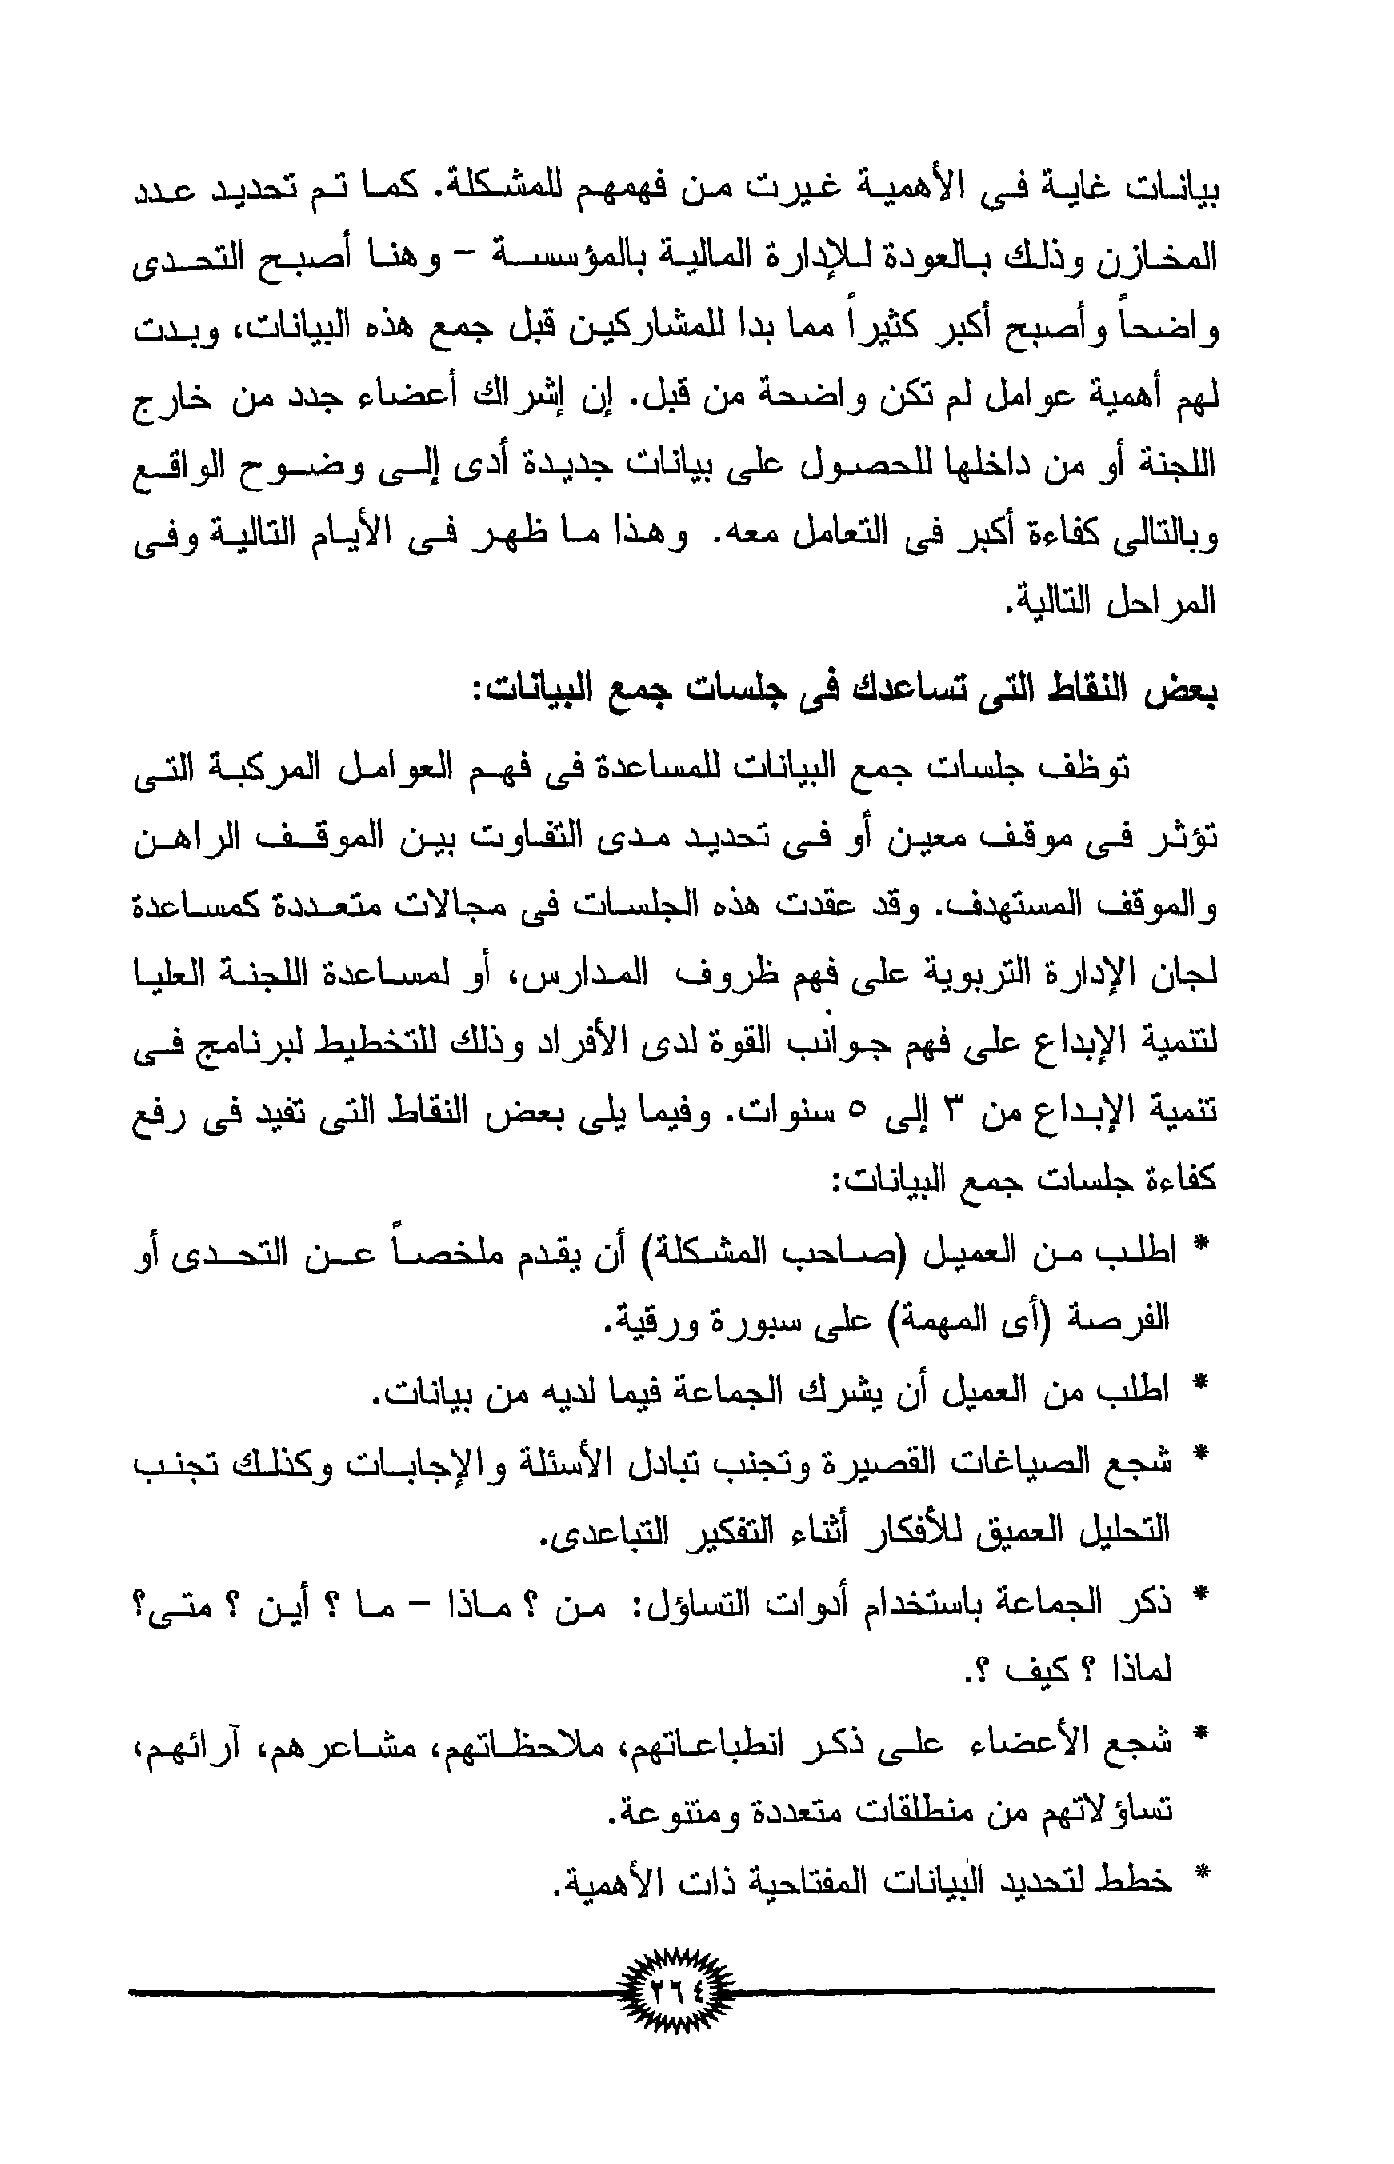 بيانات غاية فى الأهمية غيرت من فهمهم للمشكلة. كما تم تحديد عدد
المخازن وذلك بالعودة للإدارة المالية بالمؤسسة – وهنا أصبح التحدى
واضحاً وأصبح أكبر كثيراً مما بدا للمشاركين قبل جمع هذه البيانات، وبدت
لهم أهمية عوامل لم تكن واضحة من قبل. إن إشراك أعضاء جدد من خارج
اللجنة أو من داخلها للحصول على بيانات جديدة أدى إلى وضوح الواقع
وبالتالى كفاءة أكبر فى التعامل معه. وهذا ما ظهر فى الأيام التالية وفى
المراحل التالية.
بعض النقاط التى تساعدك فى جلسات جمع البيانات:
توظف جلسات جمع البيانات للمساعدة فى فهم العوامل المركبة التى
تؤثر فى موقف معين أو فى تحديد مدى التفاوت بين الموقف الراهن
والموقف المستهدف. وقد عقدت هذه الجلسات فى مجالات متعددة كمساعدة
لجان الإدارة التربوية على فهم ظروف المدارس، أو لمساعدة اللجنة العليا
لتنمية الإبداع على فهم جوانب القوة لدى الأفراد وذلك للتخطيط لبرنامج فى
تنمية الإبداع من ٣ إلى ٥ سنوات. وفيما يلى بعض النقاط التى تفيد فى رفع
كفاءة جلسات جمع البيانات:
* اطلب من العميل (صاحب المشكلة) أن يقدم ملخصاً عن التحدى أو
الفرصة (أى المهمة) على سبورة ورقية.
* اطلب من العميل أن يشرك الجماعة فيما لديه من بيانات.
* شجع الصياغات القصيرة وتجنب تبادل الأسئلة والإجابات وكذلك تجنب
التحليل العميق للأفكار أثناء التفكير التباعدى.
* ذكر الجماعة باستخدام أدوات التساؤل: من ؟ ماذا – ما ؟ أين ؟ متى؟
لماذا ؟ كيف ؟.
* شجع الأعضاء على ذكر انطباعاتهم، ملاحظاتهم، مشاعرهم، آرائهم،
تساؤلاتهم من منطلقات متعددة ومتنوعة.
* خطط لتحديد البيانات المفتاحية ذات الأهمية.
٢٦٤